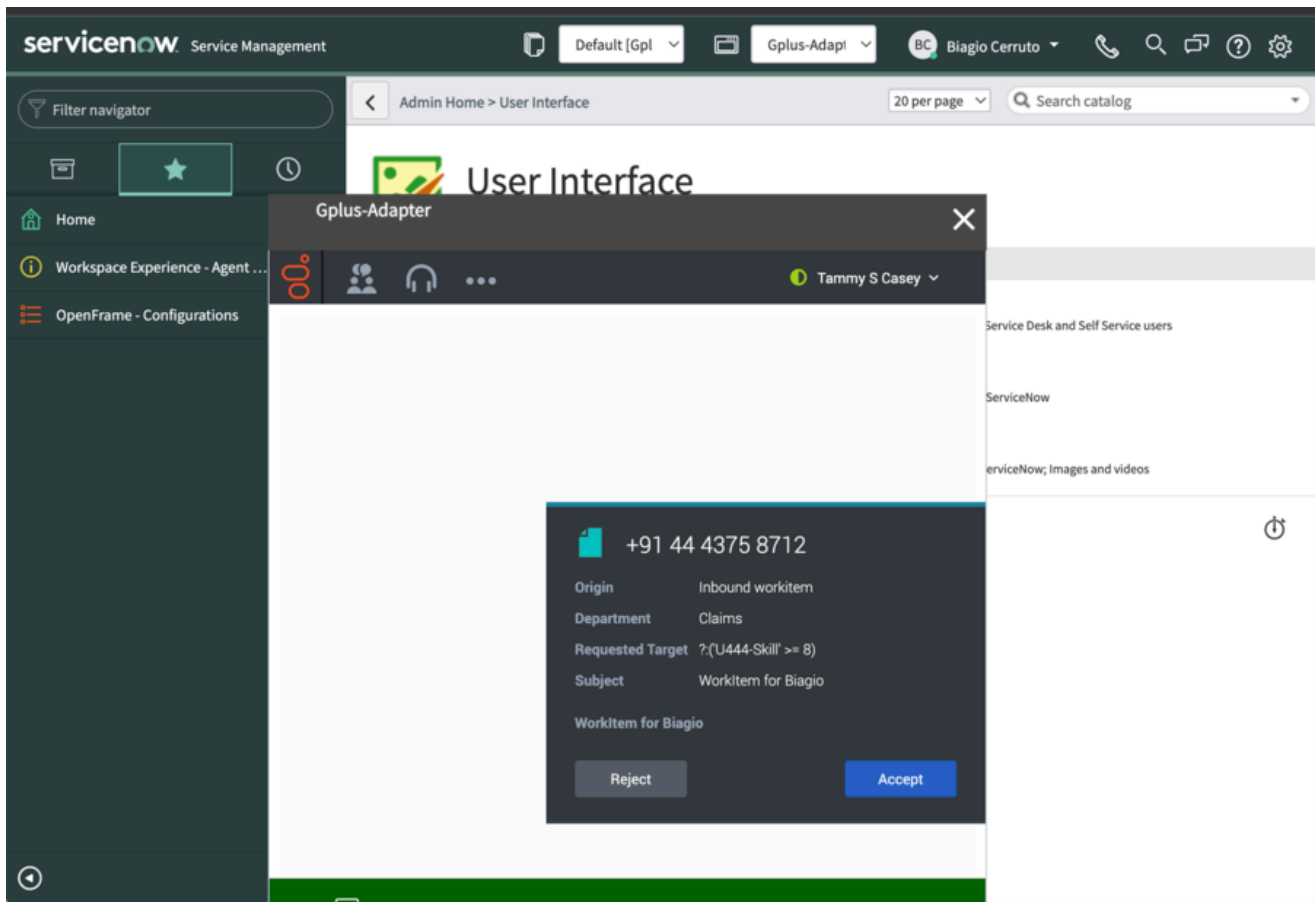 servicenow. Service Management
Default [Gpl
Gplus-Adapt
BC Biagio Cerruto
Filter navigator
Admin Home > User Interface
20 per page
Search catalog
User Interface
Home
Workspace Experience - Agent ...
OpenFrame - Configurations
Gplus-Adapter
Tammy S Casey
Service Desk and Self Service users
ServiceNow
erviceNow; Images and videos
+91 44 4375 8712
Origin Inbound workitem
Department Claims
Requested Target ?:('U444-Skill' >= 8)
Subject WorkItem for Biagio
WorkItem for Biagio
Reject
Accept